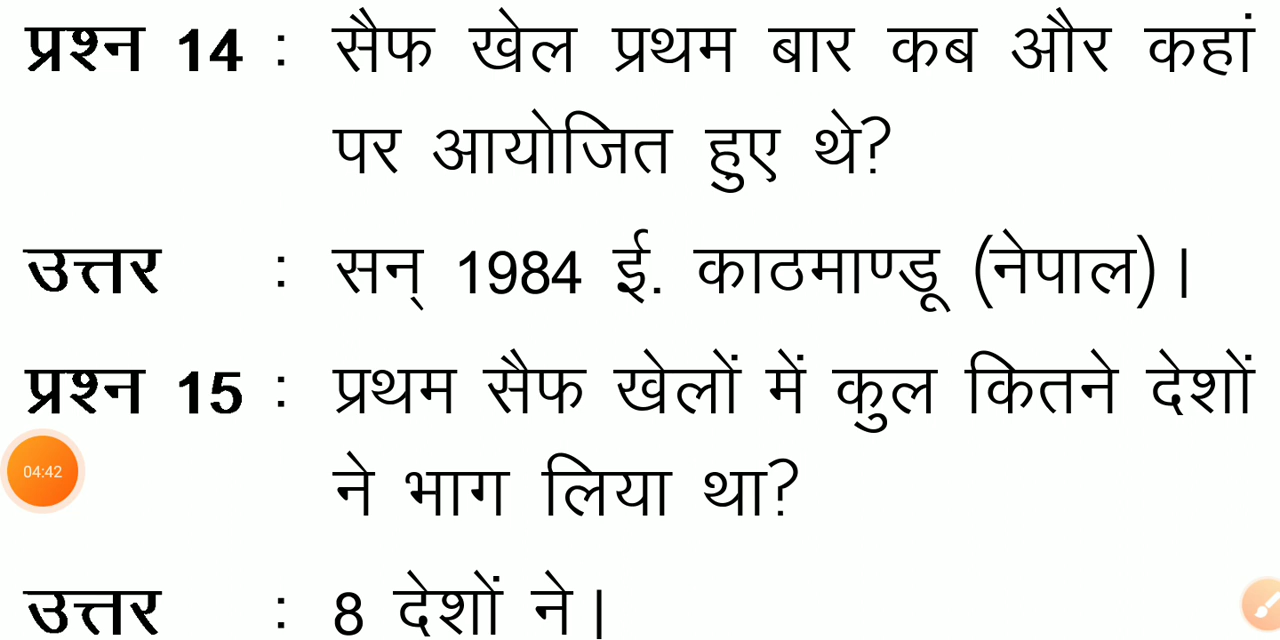 प्रश्न 14 : सैफ खेल प्रथम बार कब और कहां
पर आयोजित हुए थे?
उत्तर : सन् 1984 ई. काठमाण्डू (नेपाल)।
प्रश्न 15 : प्रथम सैफ खेलों में कुल कितने देशों
04:42
ने भाग लिया था?
उत्तर : 8 देशों ने।